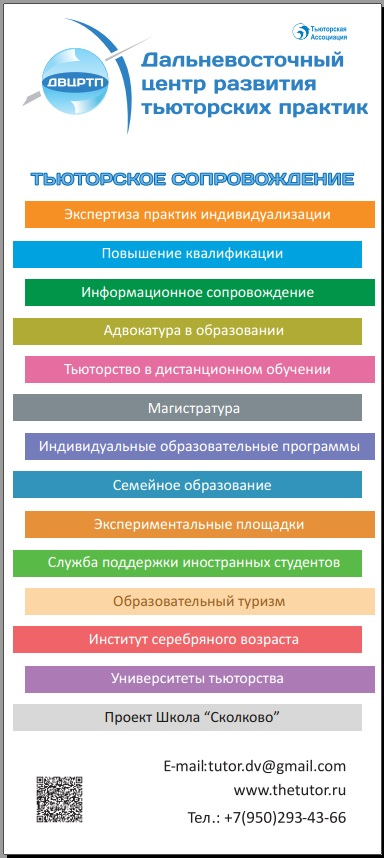 Тьюторская
Ассоциация
ДВЦРТП
Дальневосточный
центр развития
тьюторских практик
ТЬЮТОРСКОЕ СОПРОВОЖДЕНИЕ
Экспертиза практик индивидуализации
Повышение квалификации
Информационное сопровождение
Адвокатура в образовании
Тьюторство в дистанционном обучении
Магистратура
Индивидуальные образовательные программы
Семейное образование
Экспериментальные площадки
Служба поддержки иностранных студентов
Образовательный туризм
Институт серебряного возраста
Университеты тьюторства
Проект Школа “Сколково”
E-mail:tutor.dv@gmail.com
www.thetutor.ru
Тел.: +7(950)293-43-66